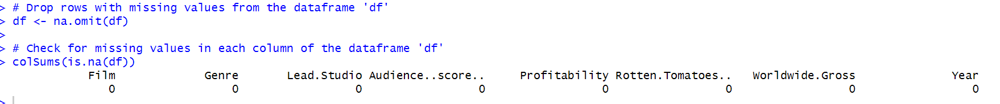 > # Drop rows with missing values from the dataframe 'df'
> df <- na.omit(df)
>
> # Check for missing values in each column of the dataframe 'df'
> colSums(is.na(df))
Film Genre Lead.Studio Audience..score.. Profitability Rotten.Tomatoes.. Worldwide.Gross Year
0 0 0 0 0 0 0 0
>